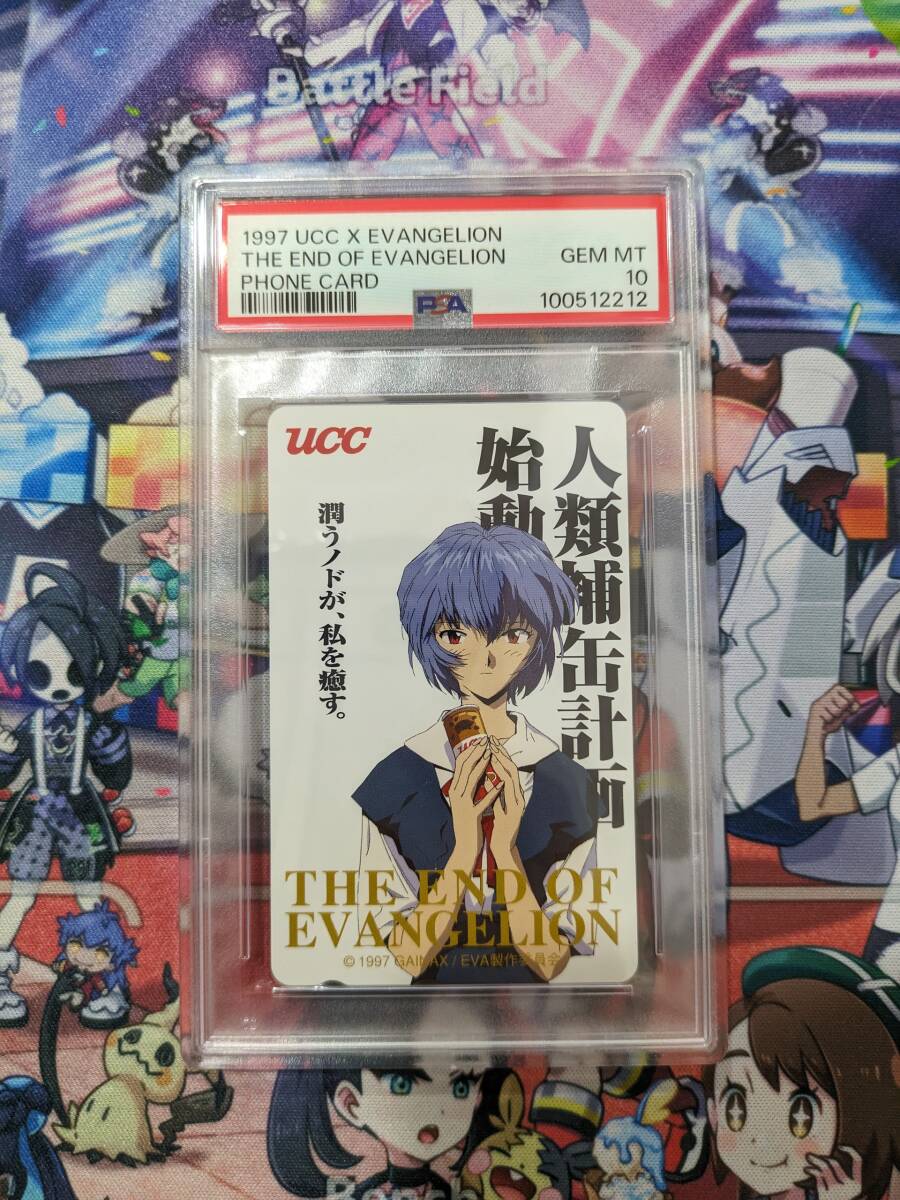 Battle Field
1997 UCC X EVANGELION
THE END OF EVANGELION
PHONE CARD
GEM MT
10
100512212
PSA
UCC
人類補缶計画
始動
潤うノドが、私を癒す。
UCC
THE END OF
EVANGELION
© 1997 GAINAX / EVA製作委員会
Bench